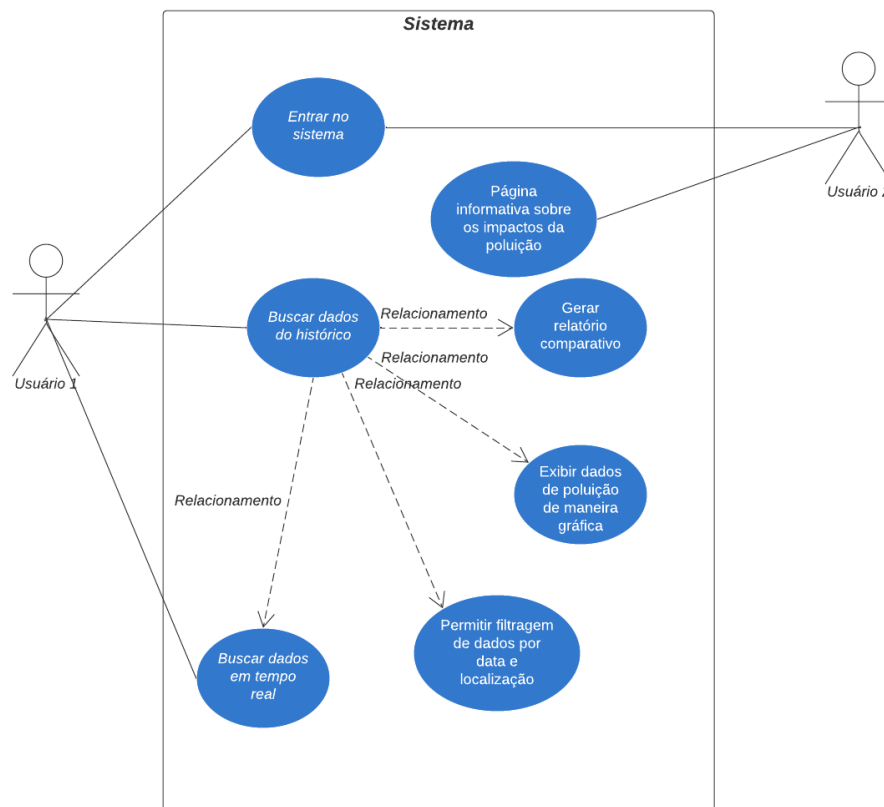 Sistema
Entrar no
sistema
Página
informativa sobre
os impactos da
poluição
Usuário 2
Buscar dados
do histórico
Relacionamento
Gerar
relatório
comparativo
Relacionamento
Relacionamento
Usuário 1
Exibir dados
de poluição
de maneira
gráfica
Relacionamento
Permitir filtragem
de dados por
data e
localização
Buscar dados
em tempo
real